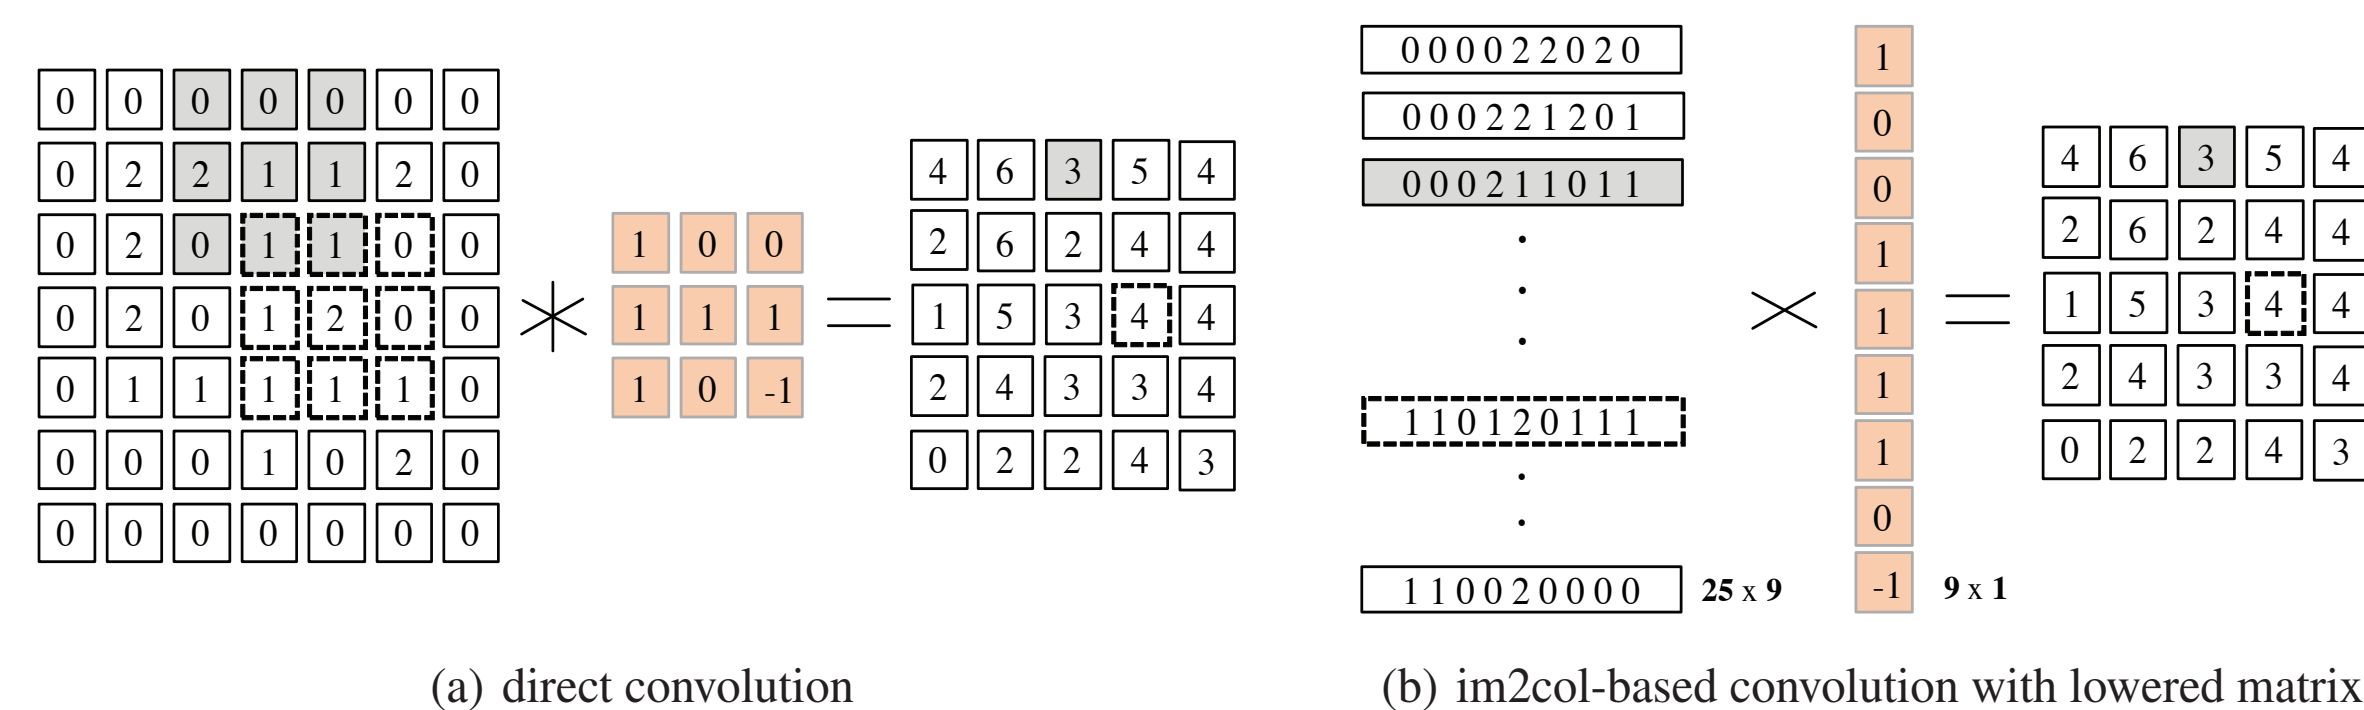 0 0 0 0 0 0 0
0 2 2 1 1 2 0
0 2 0 1 1 0 0
0 2 0 1 2 0 0
0 1 1 1 1 1 0
0 0 0 1 0 2 0
0 0 0 0 0 0 0
1 0 0
1 1 1
1 0 -1
4 6 3 5 4
2 6 2 4 4
1 5 3 4 4
2 4 3 3 4
0 2 2 4 3
(a) direct convolution
0 0 0 0 2 2 0 2 0
0 0 0 2 2 1 2 0 1
0 0 0 2 1 1 0 1 1
1 1 0 1 2 0 1 1 1
1 1 0 0 2 0 0 0 0
25 x 9
1
0
0
1
1
1
1
0
-1
9 x 1
4 6 3 5 4
2 6 2 4 4
1 5 3 4 4
2 4 3 3 4
0 2 2 4 3
(b) im2col-based convolution with lowered matrix